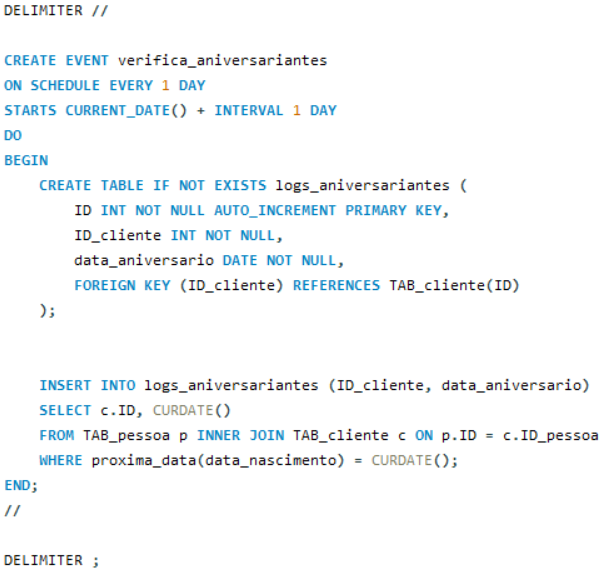 DELIMITER //
CREATE EVENT verifica_aniversariantes
ON SCHEDULE EVERY 1 DAY
STARTS CURRENT_DATE() + INTERVAL 1 DAY
DO
BEGIN
CREATE TABLE IF NOT EXISTS logs_aniversariantes (
ID INT NOT NULL AUTO_INCREMENT PRIMARY KEY,
ID_cliente INT NOT NULL,
data_aniversario DATE NOT NULL,
FOREIGN KEY (ID_cliente) REFERENCES TAB_cliente(ID)
);
INSERT INTO logs_aniversariantes (ID_cliente, data_aniversario)
SELECT c.ID, CURDATE()
FROM TAB_pessoa p INNER JOIN TAB_cliente c ON p.ID = c.ID_pessoa
WHERE proxima_data(data_nascimento) = CURDATE();
END;
//
DELIMITER ;